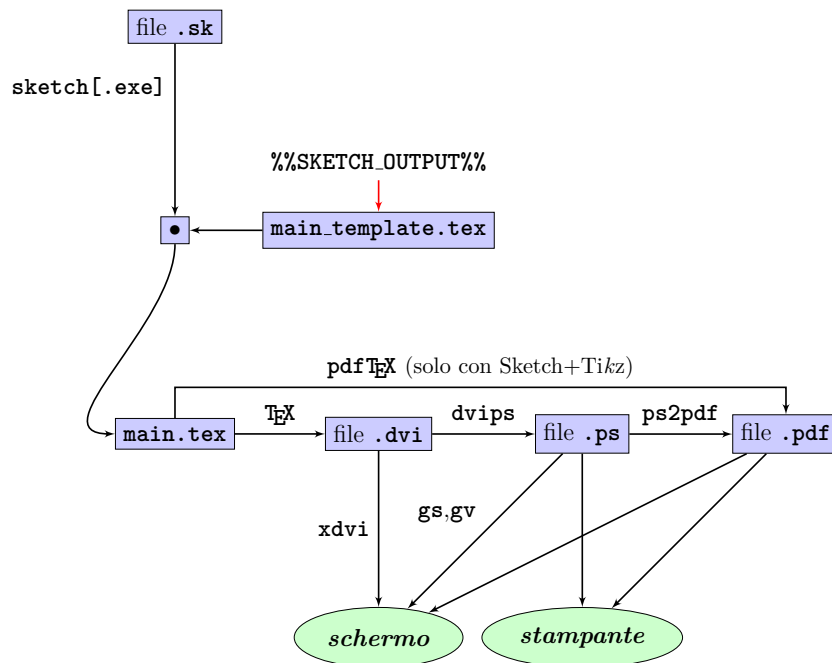 file .sk
sketch[.exe]
%%SKETCH_OUTPUT%%
main_template.tex
pdfTEX (solo con Sketch+Tikz)
TEX
dvips
ps2pdf
main.tex
file .dvi
file .ps
file .pdf
xdvi
gs,gv
schermo
stampante